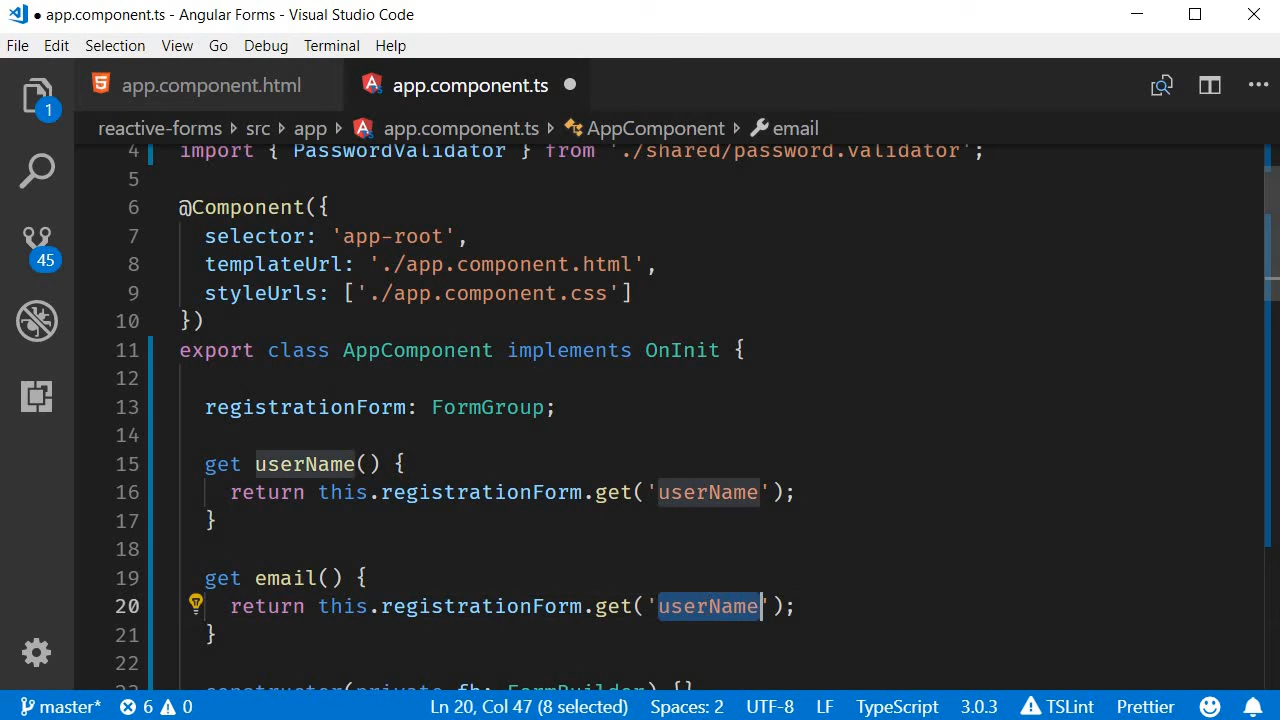 ● app.component.ts - Angular Forms - Visual Studio Code
File Edit Selection View Go Debug Terminal Help
1
app.component.html
app.component.ts ●
reactive-forms › src › app › app.component.ts › AppComponent › email
4 import { PasswordValidator } from './shared/password.validator';
5
6 @Component({
7 selector: 'app-root',
8 templateUrl: './app.component.html',
9 styleUrls: ['./app.component.css']
10 })
11 export class AppComponent implements OnInit {
12
13 registrationForm: FormGroup;
14
15 get userName() {
16 return this.registrationForm.get('userName');
17 }
18
19 get email() {
20 return this.registrationForm.get('userName');
21 }
22
23 constructor(private fb: FormBuilder) {}
45
master* 6 0 Ln 20, Col 47 (8 selected) Spaces: 2 UTF-8 LF TypeScript 3.0.3 TSLint Prettier